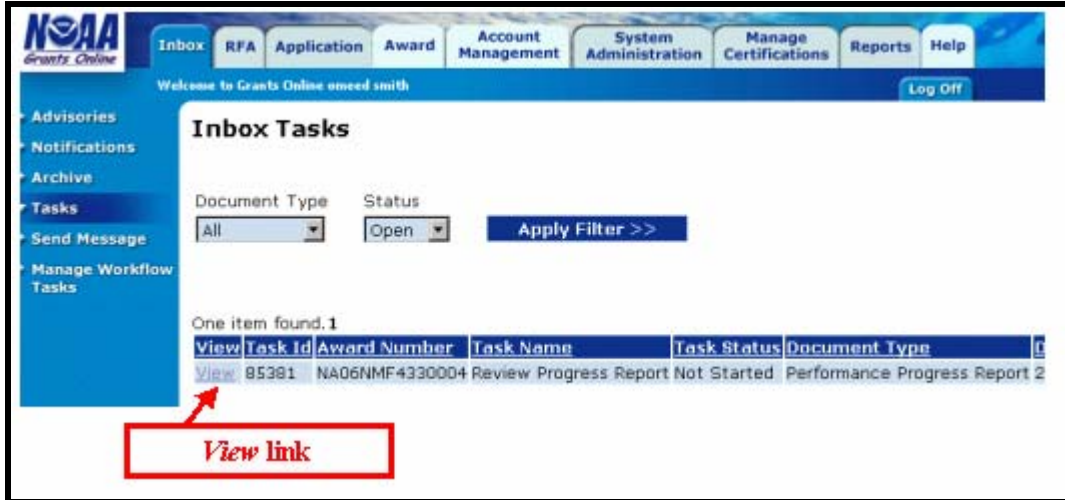 NOAA
Grants Online
Inbox RFA Application Award Account Management System Administration Manage Certifications Reports Help
Welcome to Grants Online omeed smith
Log Off
Advisories
Notifications
Archive
Tasks
Send Message
Manage Workflow
Tasks
Inbox Tasks
Document Type Status
All Open Apply Filter >>
One item found.1
View Task Id Award Number Task Name Task Status Document Type
View 85381 NA06NMF4330004 Review Progress Report Not Started Performance Progress Report 2
View link